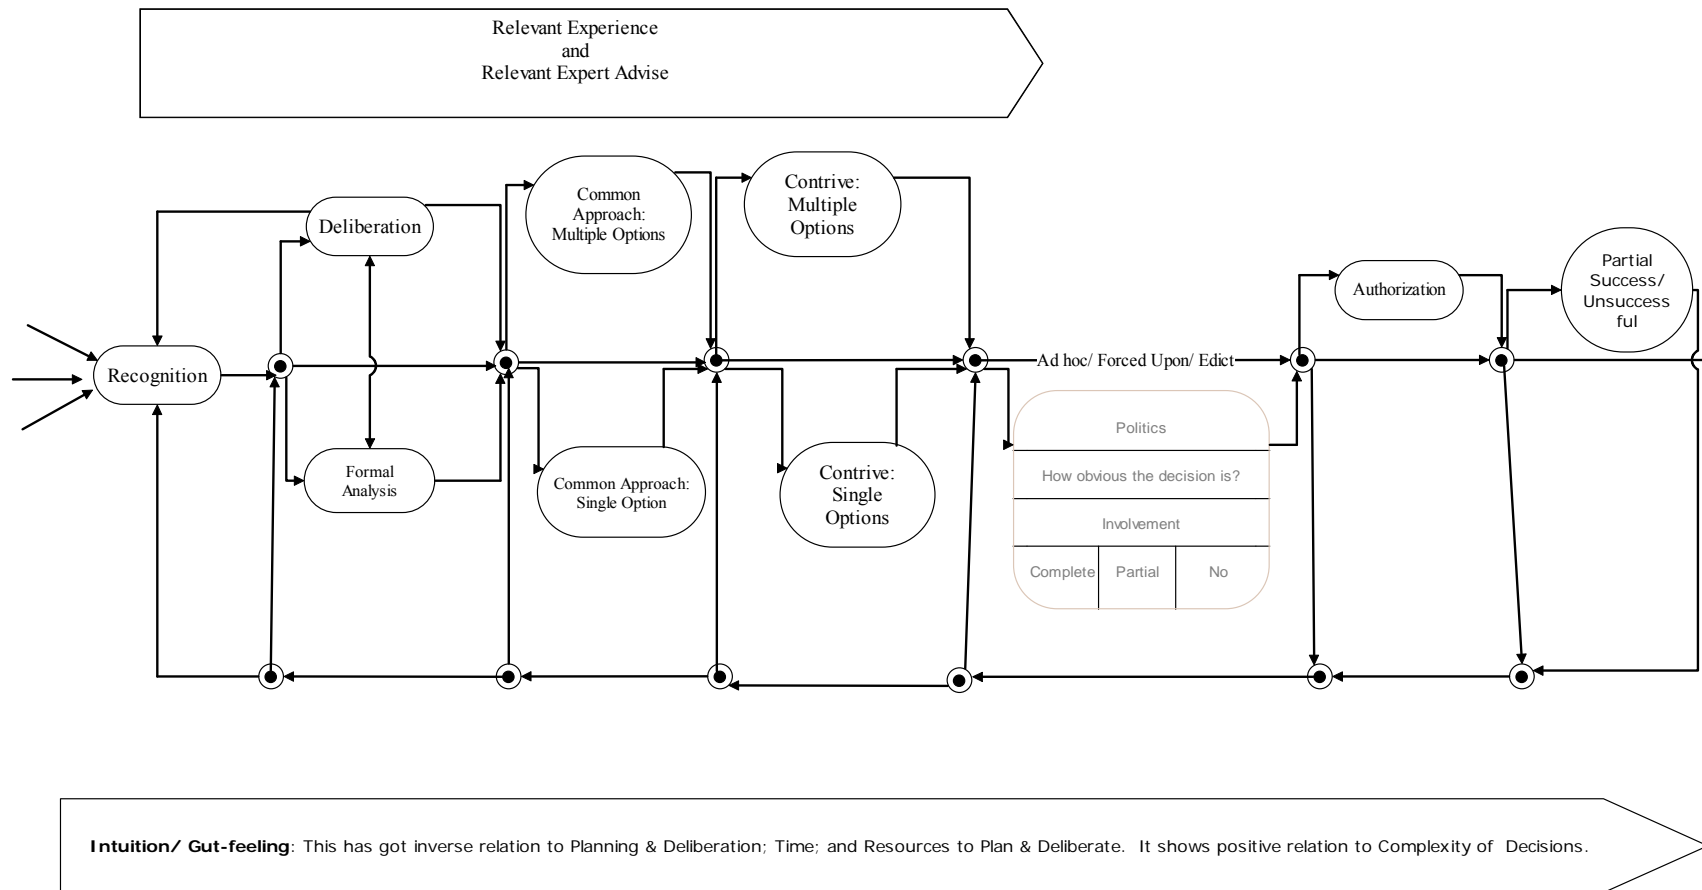 Relevant Experience
and
Relevant Expert Advise
Common
Approach:
Multiple Options
Contrive:
Multiple
Options
Deliberation
Partial
Success/
Unsuccess
ful
Authorization
Recognition
Ad hoc/ Forced Upon/ Edict
Formal
Analysis
Common Approach:
Single Option
Contrive:
Single
Options
Politics
How obvious the decision is?
Involvement
Complete Partial No
Intuition/ Gut-feeling: This has got inverse relation to Planning & Deliberation; Time; and Resources to Plan & Deliberate. It shows positive relation to Complexity of Decisions.